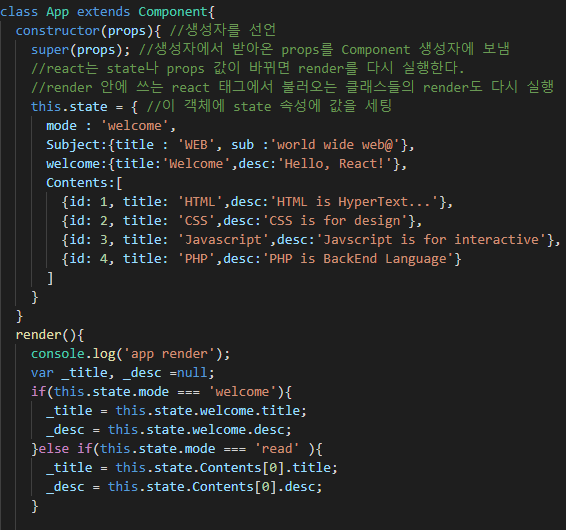 class App extends Component{
  constructor(props){ //생성자를 선언
    super(props); //생성자에서 받아온 props를 Component 생성자에 보냄
    //react는 state나 props 값이 바뀌면 render를 다시 실행한다.
    //render 안에 쓰는 react 태그에서 불러오는 클래스들의 render도 다시 실행
    this.state = { //이 객체에 state 속성에 값을 세팅
      mode : 'welcome',
      Subject:{title : 'WEB', sub :'world wide web@'},
      welcome:{title:'Welcome',desc:'Hello, React!'},
      Contents:[
        {id: 1, title: 'HTML',desc:'HTML is HyperText...'},
        {id: 2, title: 'CSS',desc:'CSS is for design'},
        {id: 3, title: 'Javascript',desc:'Javscript is for interactive'},
        {id: 4, title: 'PHP',desc:'PHP is BackEnd Language'}
      ]
    }
  }
  render(){
    console.log('app render');
    var _title, _desc =null;
    if(this.state.mode === 'welcome'){
      _title = this.state.welcome.title;
      _desc = this.state.welcome.desc;
    }else if(this.state.mode === 'read' ){
      _title = this.state.Contents[0].title;
      _desc = this.state.Contents[0].desc;
    }